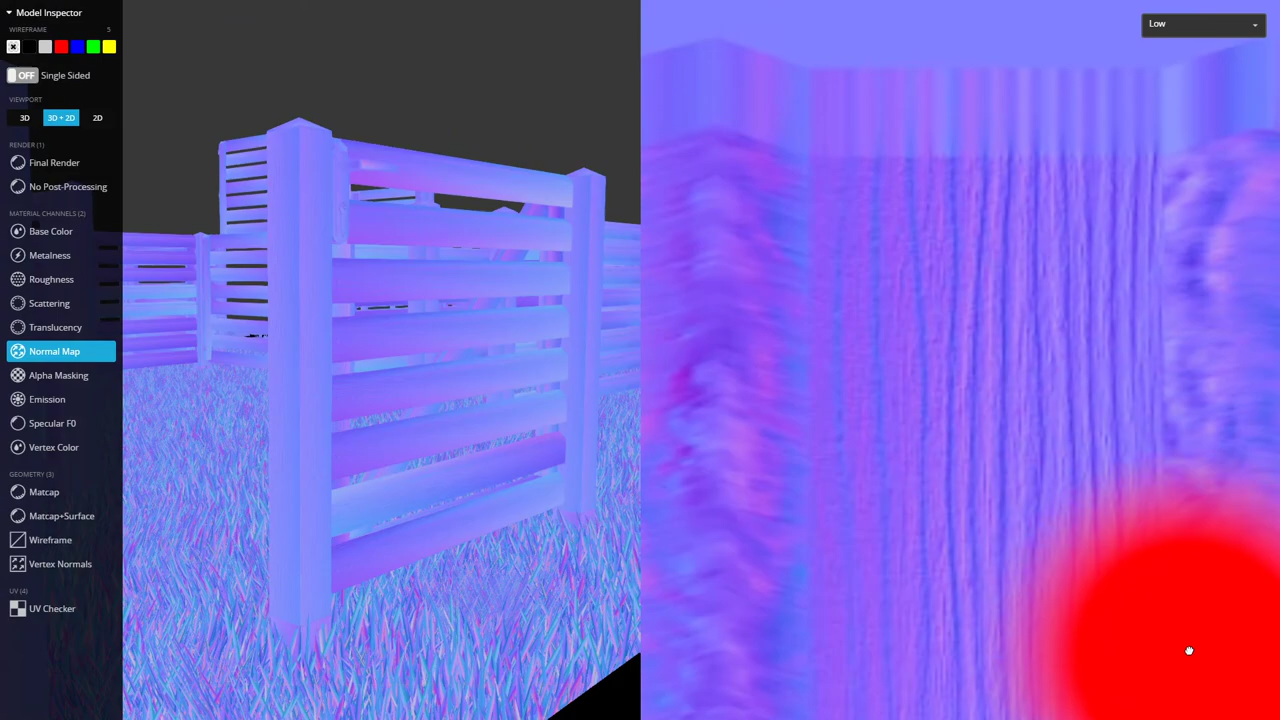 Model Inspector
WIREFRAME 5
OFF Single Sided
VIEWPORT
3D 3D + 2D 2D
RENDER (1)
Final Render
No Post-Processing
MATERIAL CHANNELS (2)
Base Color
Metalness
Roughness
Scattering
Translucency
Normal Map
Alpha Masking
Emission
Specular F0
Vertex Color
GEOMETRY (3)
Matcap
Matcap+Surface
Wireframe
Vertex Normals
UV (4)
UV Checker
Low